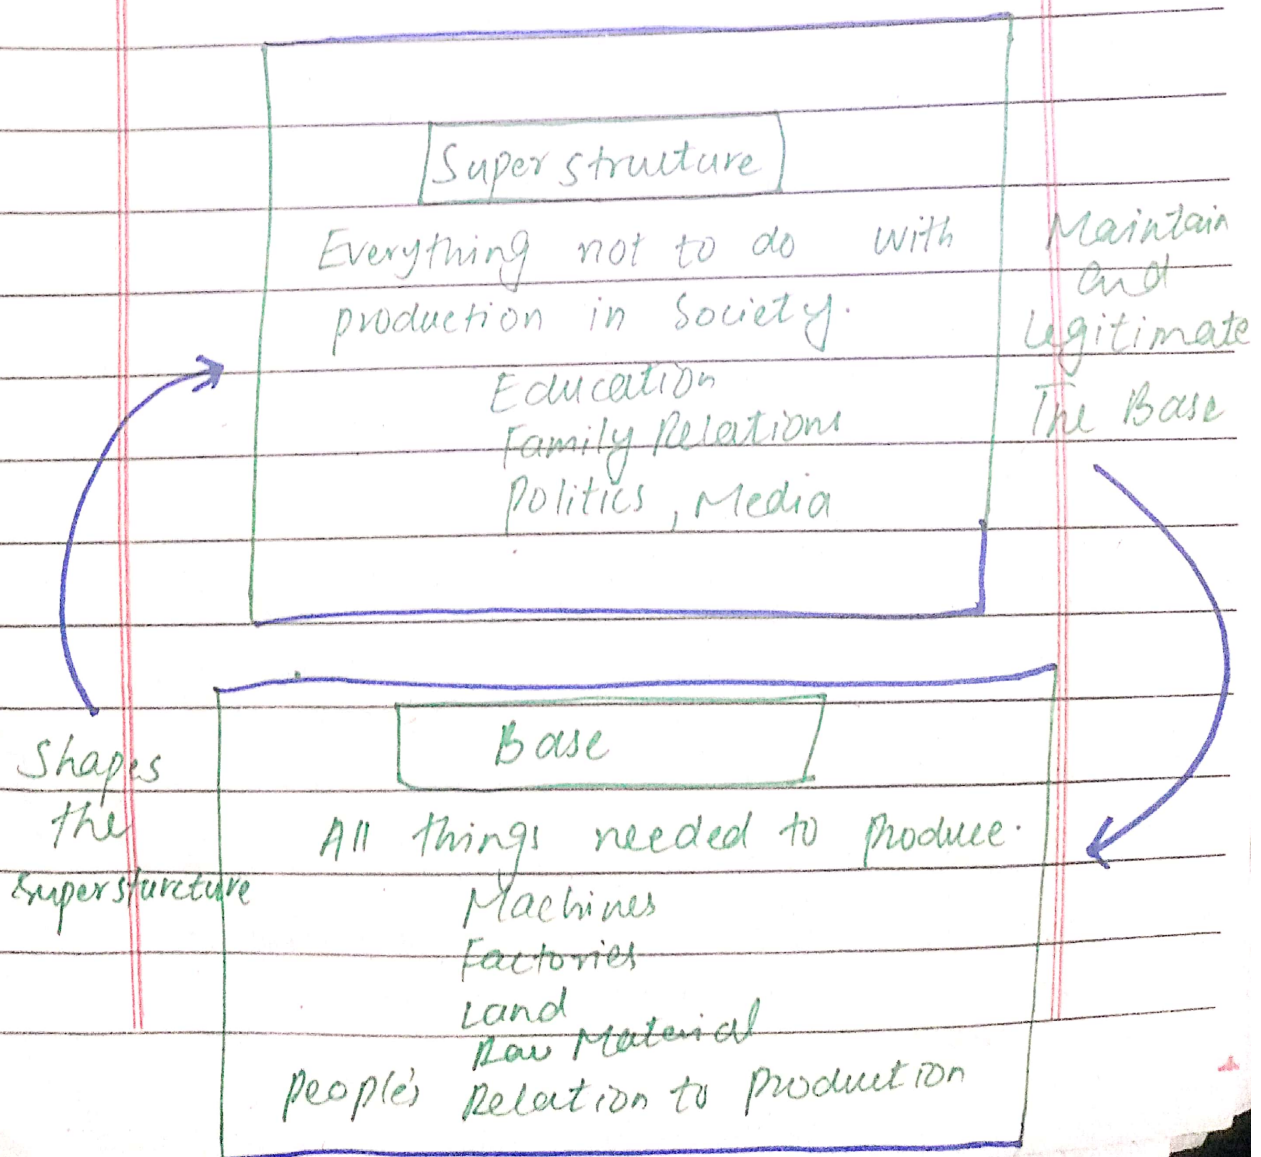 Superstructure
Everything not to do with
production in Society.
Education
Family Relations
Politics, Media
Maintain
and
Legitimate
The Base
Base
All things needed to produce.
Machines
Factories
Land
Raw Material
People's Relation to production
Shapes
the
Supersturcture